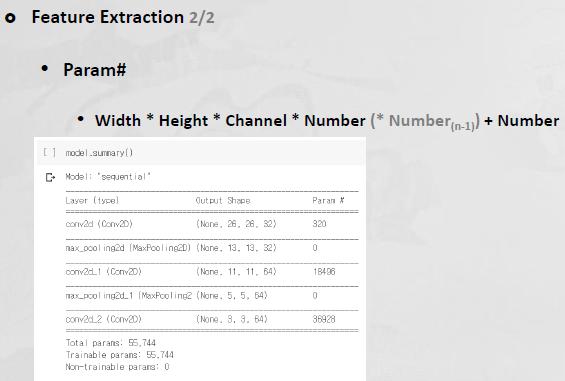 Feature Extraction 2/2
Param#
Width * Height * Channel * Number (* Number(n-1)) + Number
[ ] model.summary()
Model: "sequential"
Layer (type) Output Shape Param #
conv2d (Conv2D) (None, 26, 26, 32) 320
max_pooling2d (MaxPooling2D) (None, 13, 13, 32) 0
conv2d_1 (Conv2D) (None, 11, 11, 64) 18496
max_pooling2d_1 (MaxPooling2 (None, 5, 5, 64) 0
conv2d_2 (Conv2D) (None, 3, 3, 64) 36928
Total params: 55,744
Trainable params: 55,744
Non-trainable params: 0